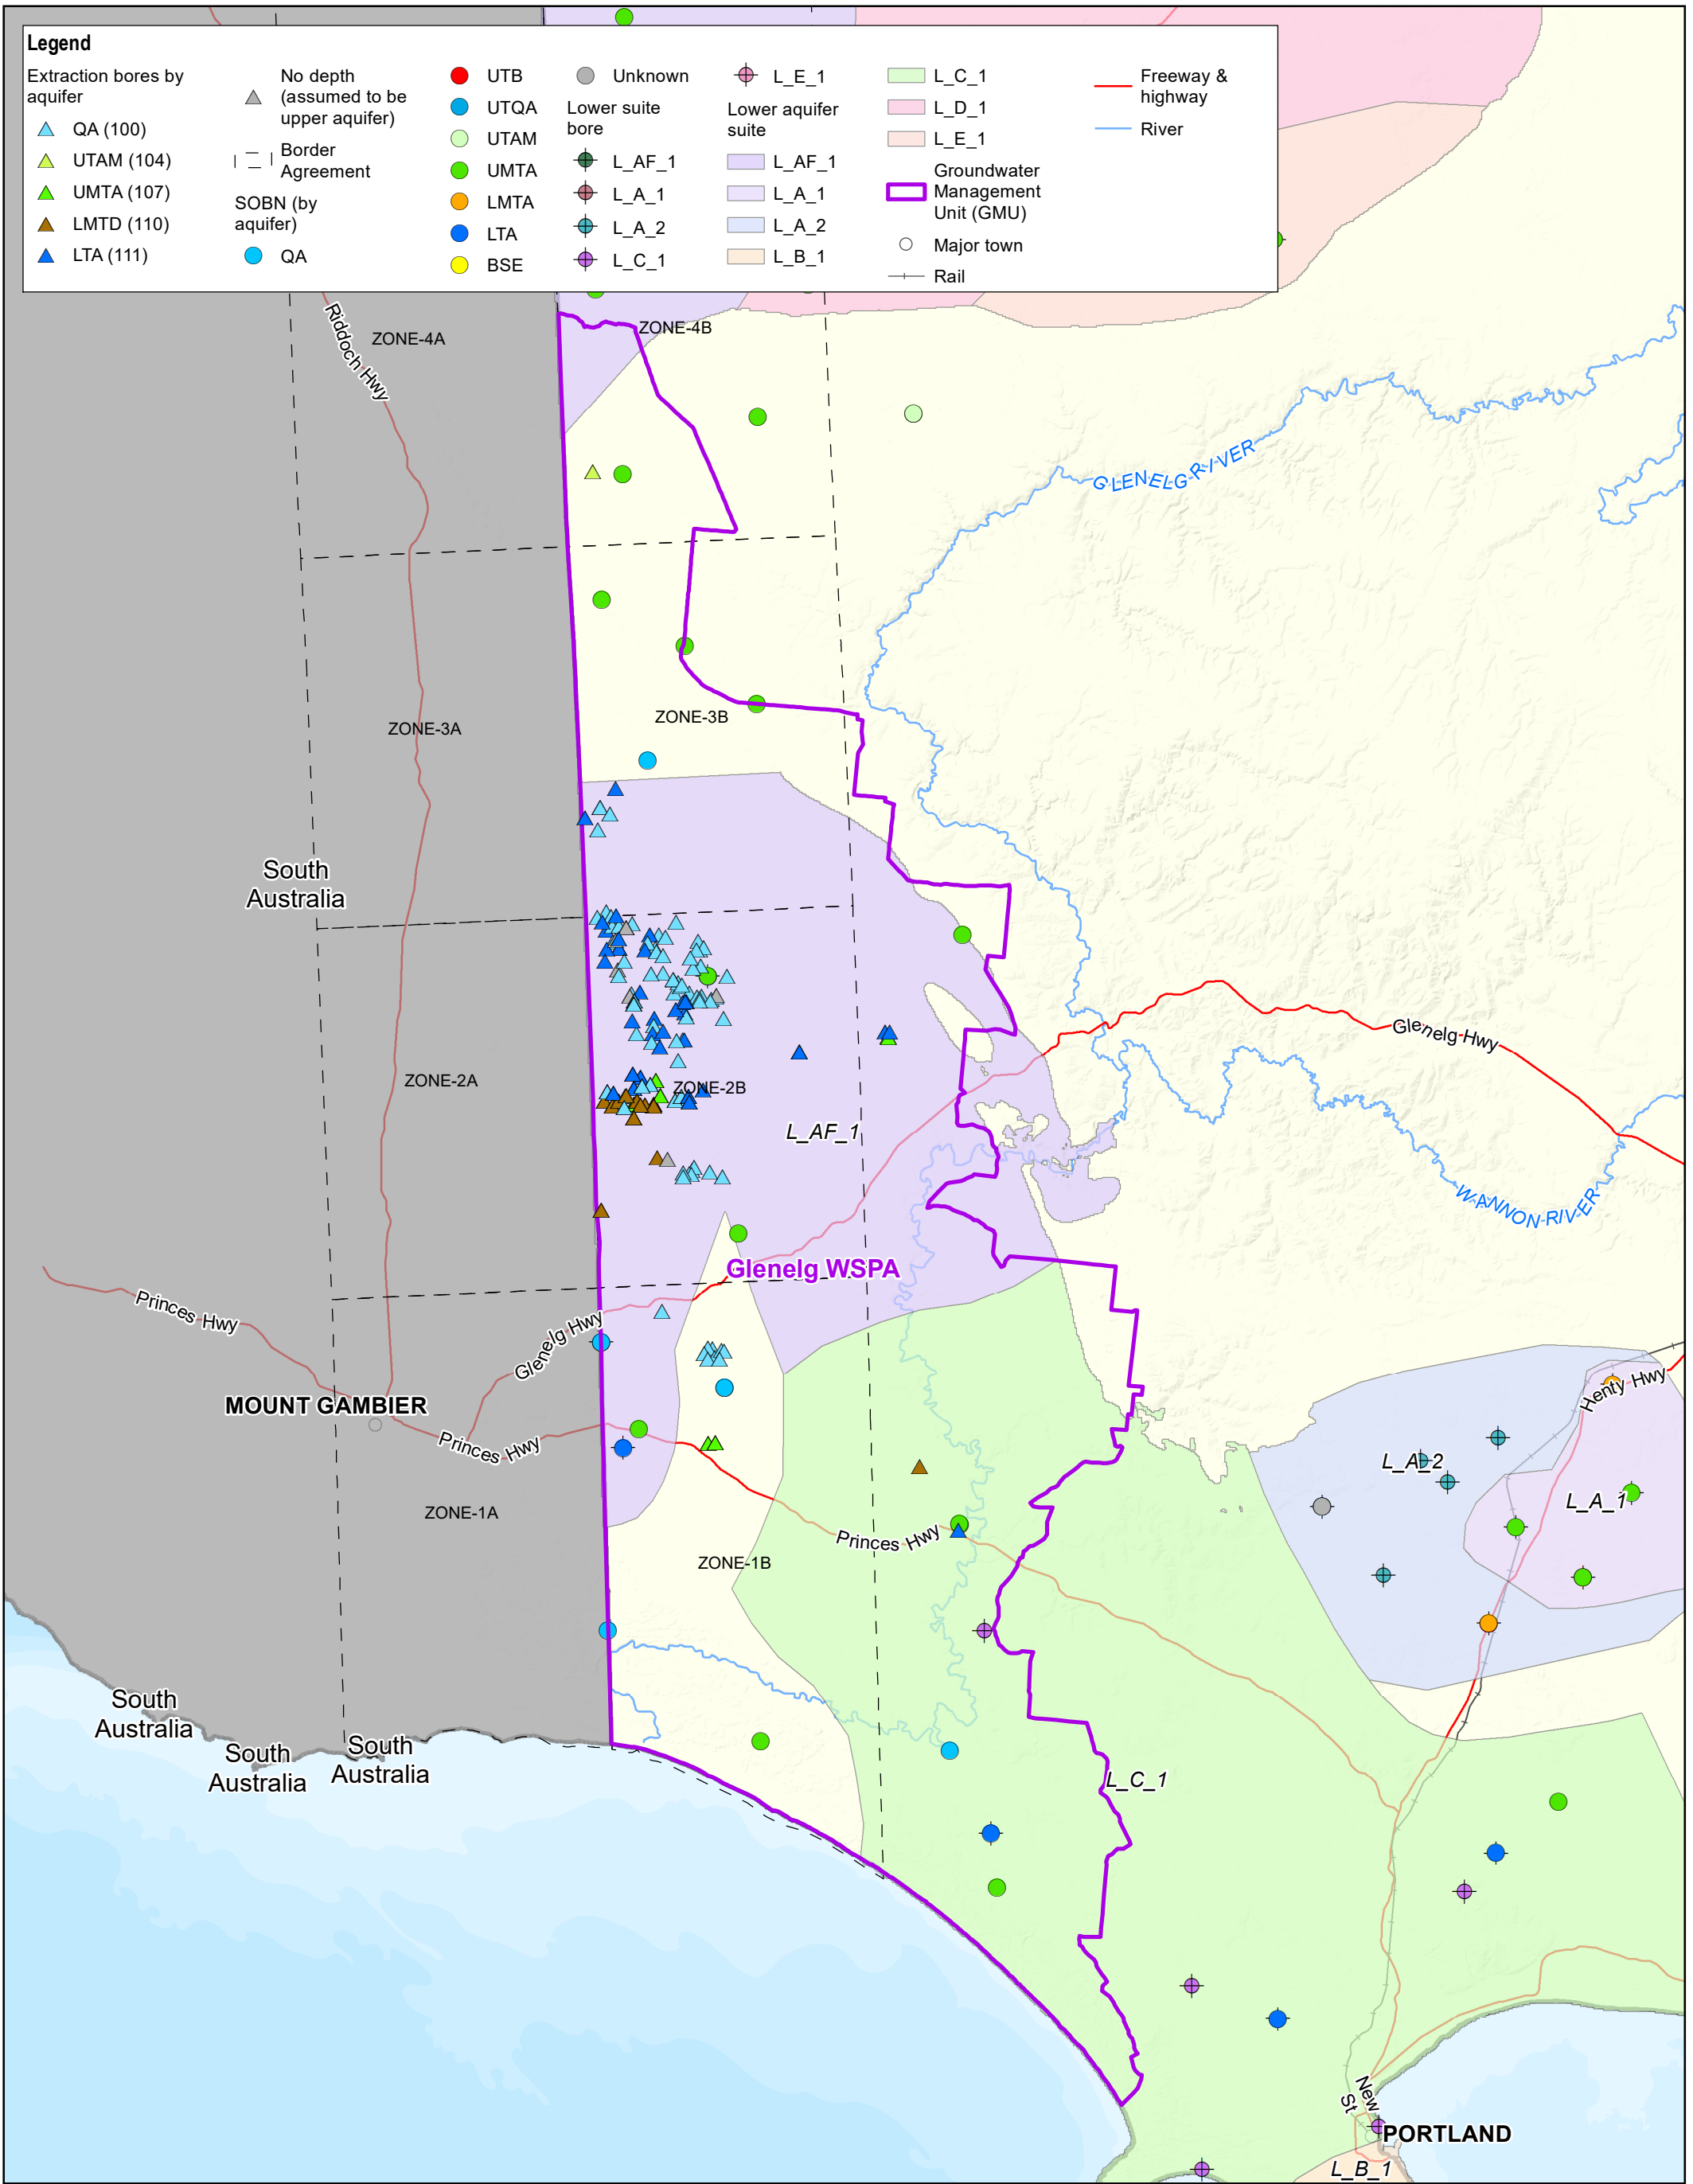 Legend
Extraction bores by
aquifer
QA (100)
UTAM (104)
UMTA (107)
LMTD (110)
LTA (111)
No depth
(assumed to be
upper aquifer)
Border
Agreement
SOBN (by
aquifer)
QA
UTB
UTQA
UTAM
UMTA
LMTA
LTA
BSE
Unknown
Lower suite
bore
L_AF_1
L_A_1
L_A_2
L_C_1
L_E_1
Lower aquifer
suite
L_AF_1
L_A_1
L_A_2
L_B_1
L_C_1
L_D_1
L_E_1
Groundwater
Management
Unit (GMU)
Major town
Rail
Freeway &
highway
River
ZONE-4A
ZONE-4B
Riddoch Hwy
GLENELG RIVER
ZONE-3A
ZONE-3B
South
Australia
Glenelg Hwy
ZONE-2A
ZONE-2B
L_AF_1
WANNON RIVER
Glenelg WSPA
Princes Hwy
Glenelg Hwy
MOUNT GAMBIER
Princes Hwy
Henty Hwy
L_A_2
L_A_1
ZONE-1A
Princes Hwy
ZONE-1B
South
Australia
South
Australia
South
Australia
L_C_1
New
St
PORTLAND
L_B_1